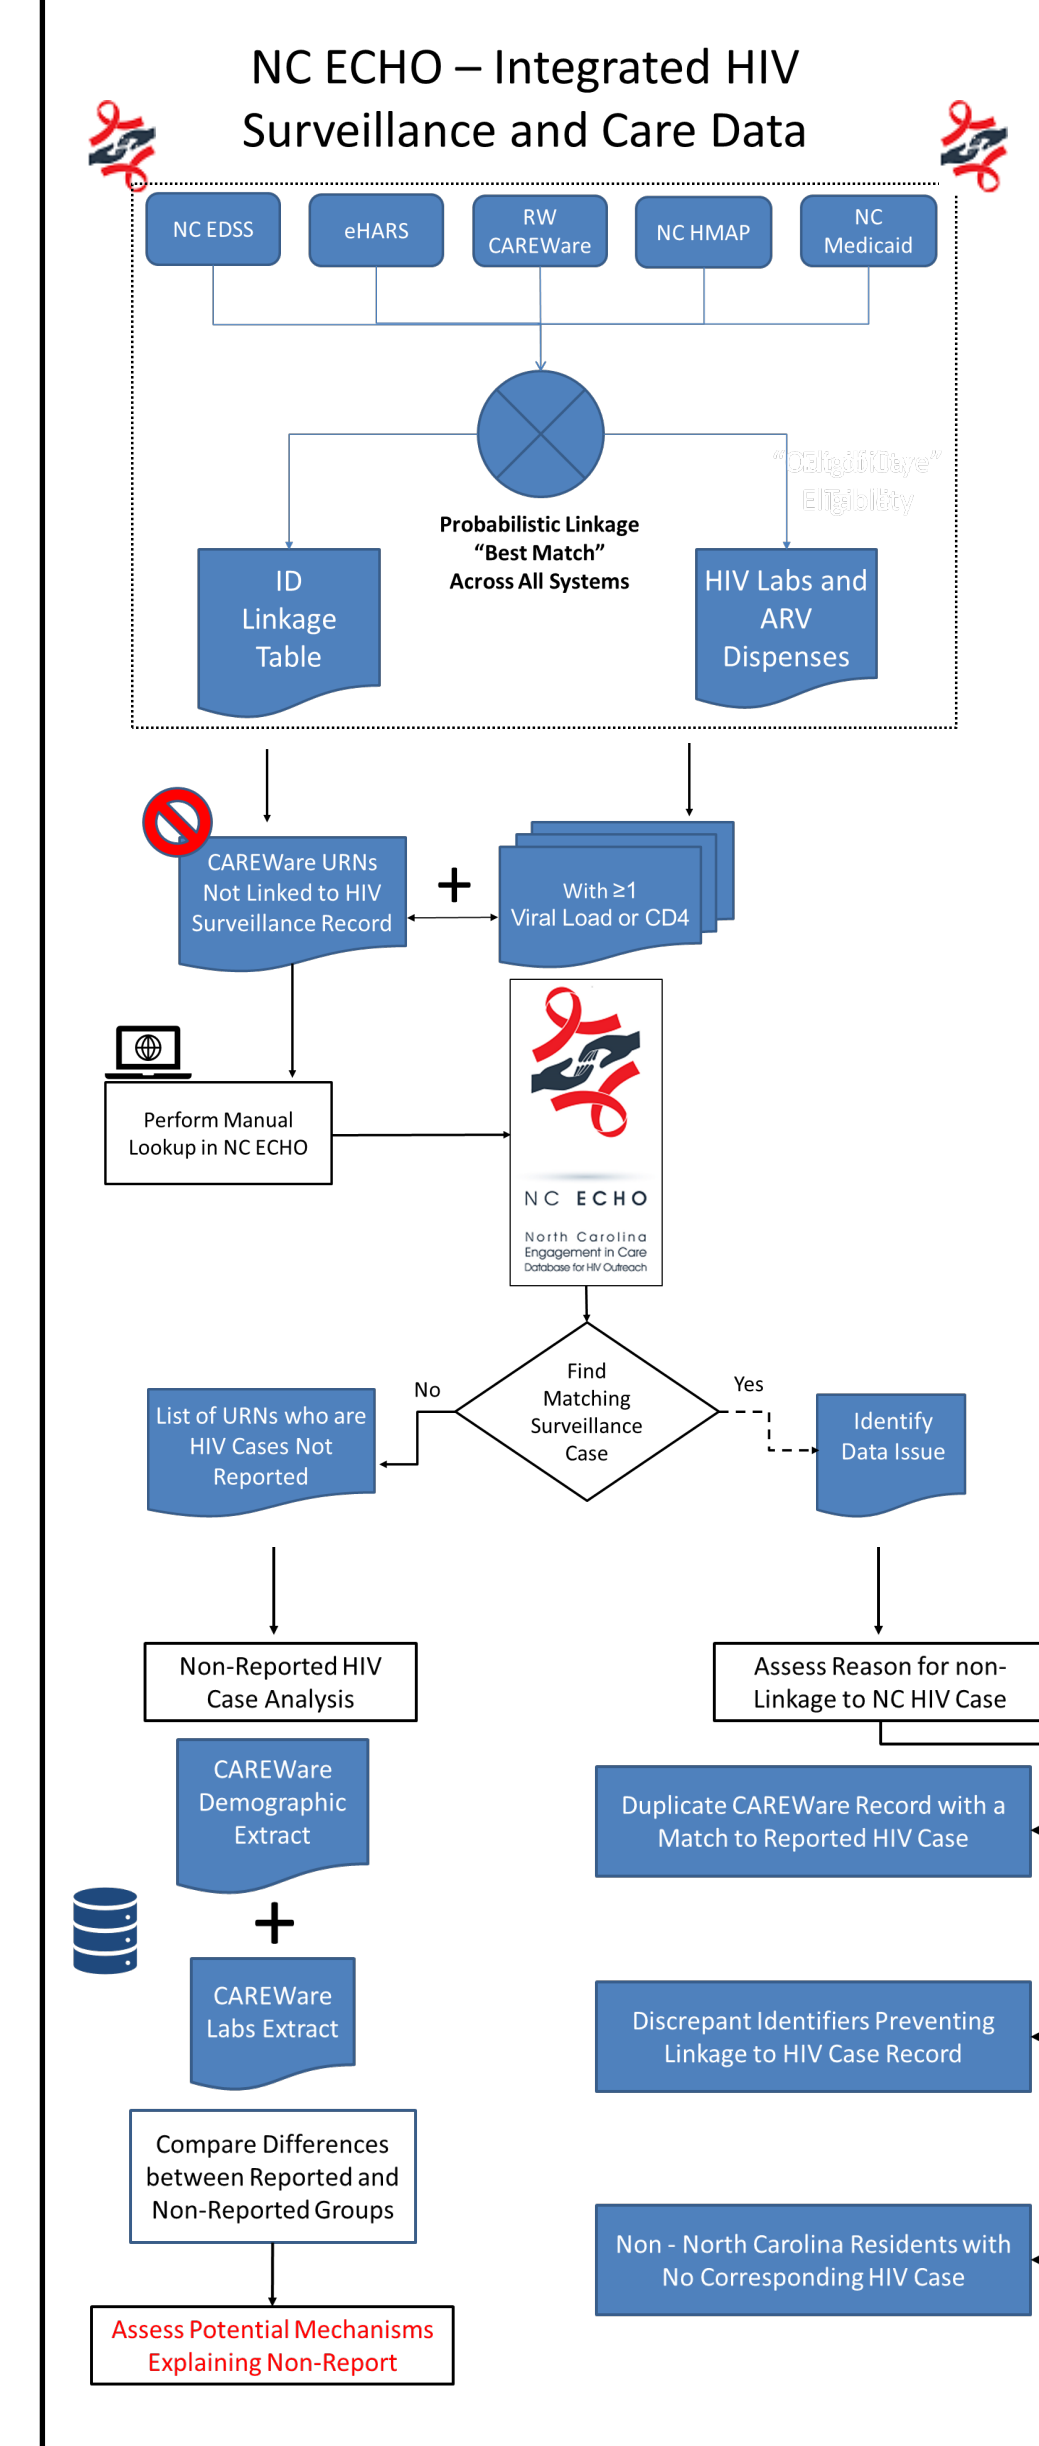 NC ECHO – Integrated HIV
Surveillance and Care Data
NC EDSS
eHARS
RW
CAREWare
NC HMAP
NC
Medicaid
Probabilistic Linkage
“Best Match”
Across All Systems
Eligibility
ID
Linkage
Table
HIV Labs and
ARV
Dispenses
CAREWare URNs
Not Linked to HIV
Surveillance Record
+
With ≥1
Viral Load or CD4
Perform Manual
Lookup in NC ECHO
NC ECHO
North Carolina
Engagement in Care
Database for HIV Outreach
Find
Matching
Surveillance
Case
No
Yes
List of URNs who are
HIV Cases Not
Reported
Identify
Data Issue
Non-Reported HIV
Case Analysis
Assess Reason for non-
Linkage to NC HIV Case
CAREWare
Demographic
Extract
+
CAREWare
Labs Extract
Duplicate CAREWare Record with a
Match to Reported HIV Case
Discrepant Identifiers Preventing
Linkage to HIV Case Record
Compare Differences
between Reported and
Non-Reported Groups
Non - North Carolina Residents with
No Corresponding HIV Case
Assess Potential Mechanisms
Explaining Non-Report